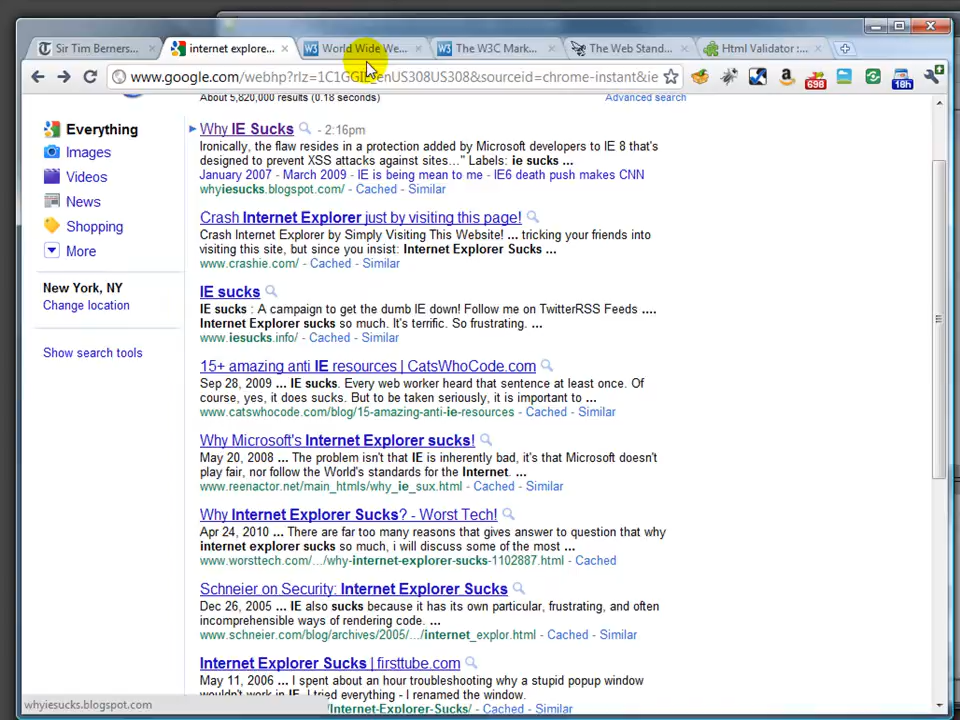 Sir Tim Berners...
internet explore...
World Wide We...
The W3C Mark...
The Web Stand...
Html Validator :...
www.google.com/webhp?rlz=1C1GGI
enUS308US308&sourceid=chrome-instant&ie
698
18h
About 5,820,000 results (0.18 seconds)
Advanced search
Everything
Images
Videos
News
Shopping
More
New York, NY
Change location
Show search tools
Why IE Sucks - 2:16pm
Ironically, the flaw resides in a protection added by Microsoft developers to IE 8 that's
designed to prevent XSS attacks against sites..." Labels: ie sucks ...
January 2007 - March 2009 - IE is being mean to me - IE6 death push makes CNN
whyiesucks.blogspot.com/ - Cached - Similar
Crash Internet Explorer just by visiting this page!
Crash Internet Explorer by Simply Visiting This Website! ... tricking your friends into
visiting this site, but since you insist: Internet Explorer Sucks ...
www.crashie.com/ - Cached - Similar
IE sucks
IE sucks : A campaign to get the dumb IE down! Follow me on TwitterRSS Feeds ....
Internet Explorer sucks so much. It's terrific. So frustrating. ...
www.iesucks.info/ - Cached - Similar
15+ amazing anti IE resources | CatsWhoCode.com
Sep 28, 2009 ... IE sucks. Every web worker heard that sentence at least once. Of
course, yes, it does sucks. But to be taken seriously, it is important to ...
www.catswhocode.com/blog/15-amazing-anti-ie-resources - Cached - Similar
Why Microsoft's Internet Explorer sucks!
May 20, 2008 ... The problem isn't that IE is inherently bad, it's that Microsoft doesn't
play fair, nor follow the World's standards for the Internet. ...
www.reenactor.net/main_htmls/why_ie_sux.html - Cached - Similar
Why Internet Explorer Sucks? - Worst Tech!
Apr 24, 2010 ... There are far too many reasons that gives answer to question that why
internet explorer sucks so much, i will discuss some of the most ...
www.worsttech.com/.../why-internet-explorer-sucks-1102887.html - Cached
Schneier on Security: Internet Explorer Sucks
Dec 26, 2005 ... IE also sucks because it has its own particular, frustrating, and often
incomprehensible ways of rendering code. ...
www.schneier.com/blog/archives/2005/.../internet_explor.html - Cached - Similar
Internet Explorer Sucks | firsttube.com
May 11, 2006 ... I spent about an hour troubleshooting why a stupid popup window
wouldn't work in IE. I tried everything - I renamed the window.
/Internet-Explorer-Sucks/ - Cached - Similar
whyiesucks.blogspot.com